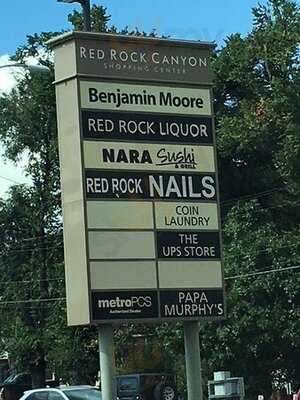 RED ROCK CANYON
SHOPPING CENTER
Benjamin Moore
RED ROCK LIQUOR
NARA Sushi
& GRILL
RED ROCK NAILS
COIN
LAUNDRY
THE
UPS STORE
metroPCS
Authorized Dealer
PAPA
MURPHY'S